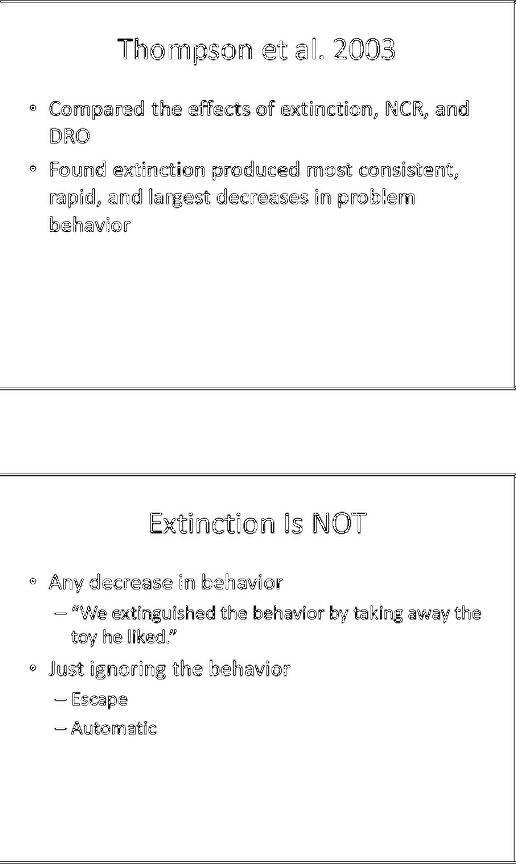 Thompson et al. 2003
• Compared the effects of extinction, NCR, and
DRO
• Found extinction produced most consistent,
rapid, and largest decreases in problem
behavior
Extinction Is NOT
• Any decrease in behavior
– “We extinguished the behavior by taking away the
toy he liked.”
• Just ignoring the behavior
– Escape
– Automatic